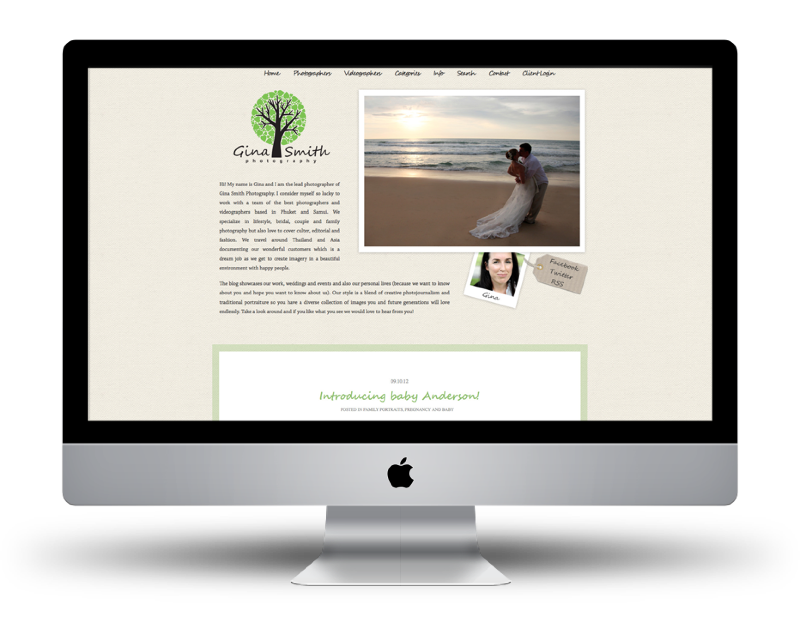 Home Photographers Videographers Categories Info Search Contact Client Login
Gina Smith
photography
Hi! My name is Gina and I am the lead photographer of
Gina Smith Photography. I consider myself so lucky to
work with a team of the best photographers and
videographers based in Phuket and Samui. We
specialize in lifestyle, bridal, couple and family
photography but also love to cover culture, editorial and
fashion. We travel around Thailand and Asia
documenting our wonderful customers which is a
dream job as we get to create imagery in a beautiful
environment with happy people.
The blog showcases our work, weddings and events and also our personal lives (because we want to know
about you and hope you want to know about us). Our style is a blend of creative photojournalism and
traditional portraiture so you have a diverse collection of images you and future generations will love
endlessly. Take a look around and if you like what you see we would love to hear from you!
Gina
Facebook
Twitter
RSS
09.10.12
Introducing baby Anderson!
POSTED IN FAMILY PORTRAITS, PREGNANCY AND BABY